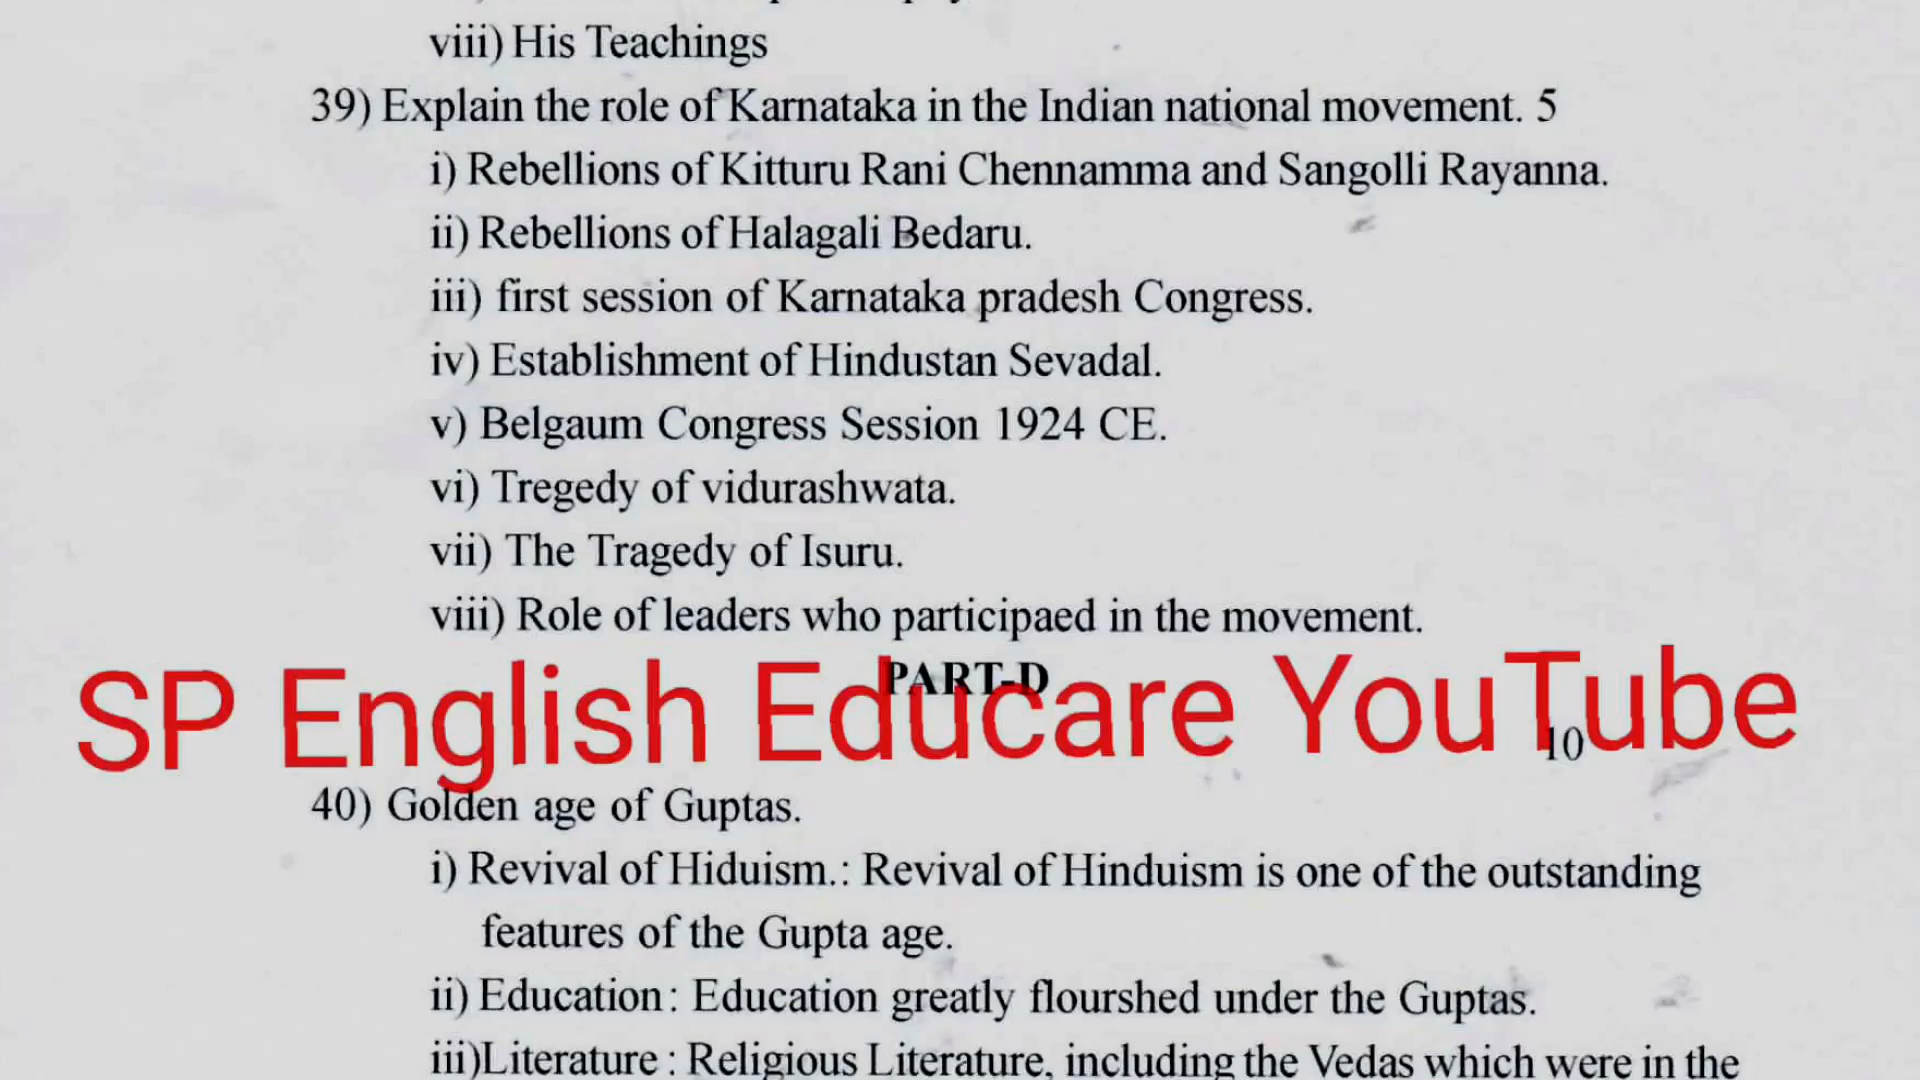 viii) His Teachings
39) Explain the role of Karnataka in the Indian national movement. 5
i) Rebellions of Kitturu Rani Chennamma and Sangolli Rayanna.
ii) Rebellions of Halagali Bedaru.
iii) first session of Karnataka pradesh Congress.
iv) Establishment of Hindustan Sevadal.
v) Belgaum Congress Session 1924 CE.
vi) Tregedy of vidurashwata.
vii) The Tragedy of Isuru.
viii) Role of leaders who participaed in the movement.
PART-D
SP English Educare YouTube
10
40) Golden age of Guptas.
i) Revival of Hiduism.: Revival of Hinduism is one of the outstanding
features of the Gupta age.
ii) Education: Education greatly flourshed under the Guptas.
iii)Literature : Religious Literature, including the Vedas which were in the